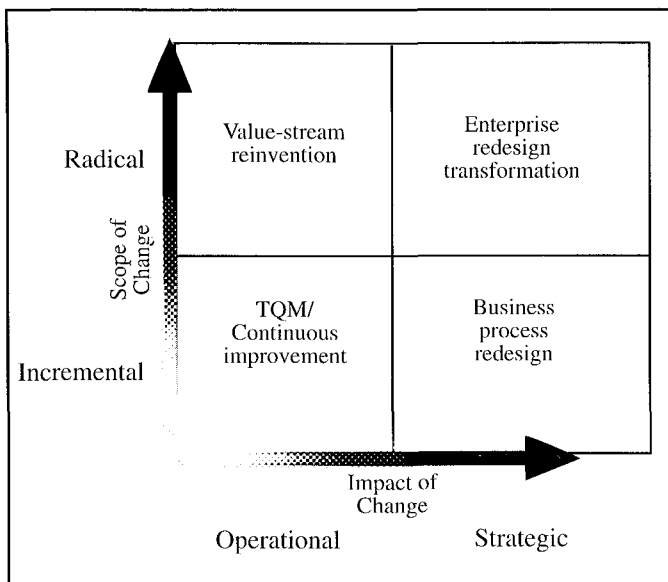 Radical
Value-stream
reinvention
Enterprise
redesign
transformation
Scope of
Change
Incremental
TQM/
Continuous
improvement
Business
process
redesign
Impact of
Change
Operational
Strategic